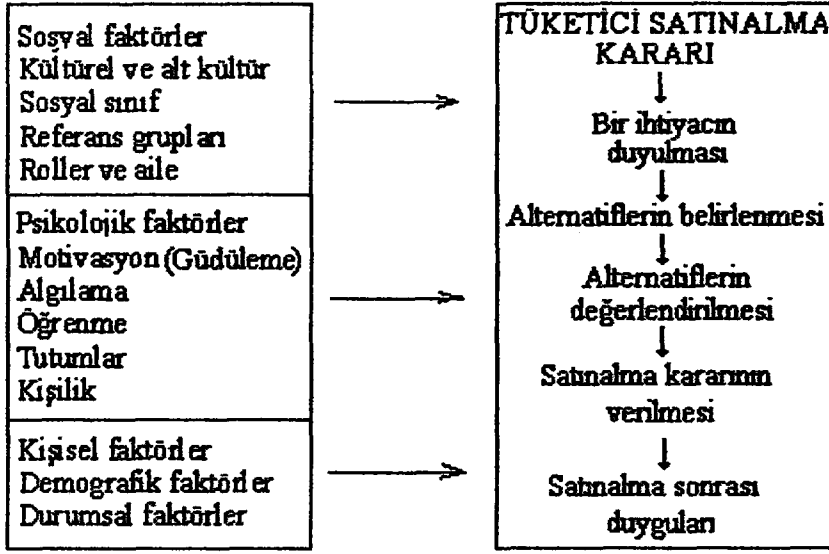 Sosyal faktörler
Kültürel ve alt kültür
Sosyal sınıf
Referans grupları
Roller ve aile
Psikolojik faktörler
Motivasyon (Güdüleme)
Algılama
Öğrenme
Tutumlar
Kişilik
Kişisel faktörler
Demografik faktörler
Durumsal faktörler
TÜKETİCİ SATINALMA
KARARI
Bir ihtiyacın
duyulması
Alternatiflerin belirlenmesi
Alternatiflerin
değerlendirilmesi
Satınalma kararının
verilmesi
Satınalma sonrası
duyguları